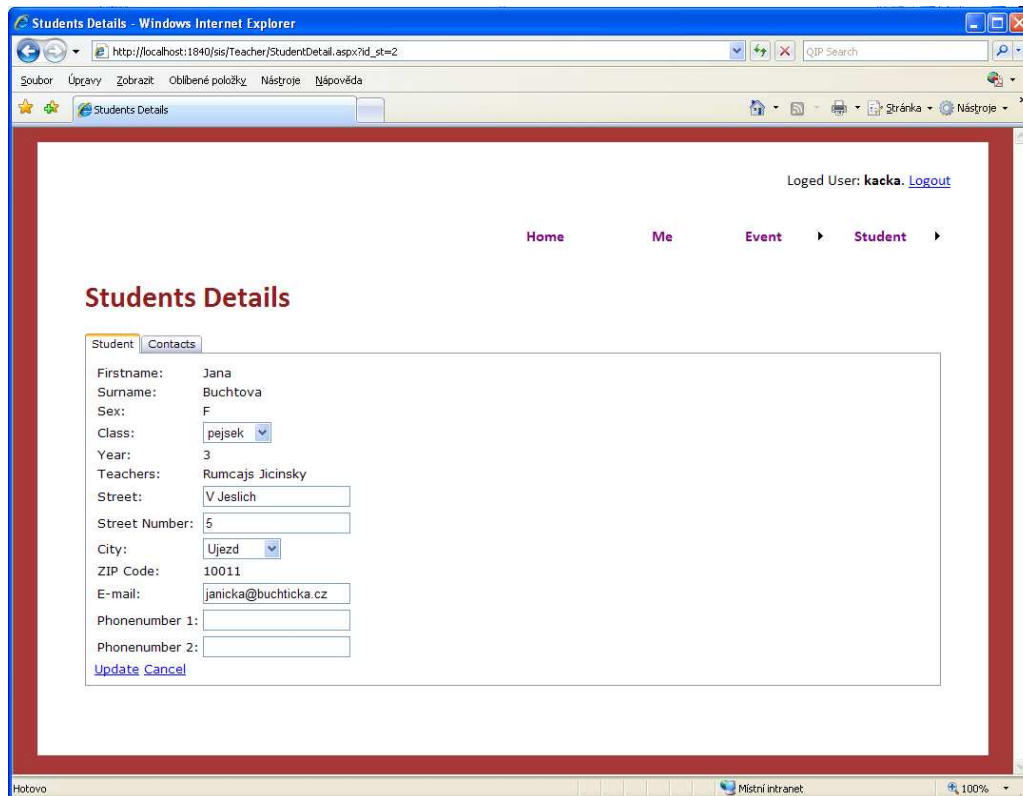 Students Details - Windows Internet Explorer
http://localhost:1840/sis/Teacher/StudentDetail.aspx?id_st=2
QIP Search
Soubor Úpravy Zobrazit Oblíbené položky Nástroje Nápověda
Students Details
Stránka Nástroje
Loged User: kacka. Logout
Home Me Event Student
Students Details
Student Contacts
Firstname: Jana
Surname: Buchtova
Sex: F
Class: pejsek
Year: 3
Teachers: Rumcajs Jicinsky
Street: V Jeslich
Street Number: 5
City: Ujezd
ZIP Code: 10011
E-mail: janicka@buchticka.cz
Phonenumber 1:
Phonenumber 2:
Update Cancel
Hotovo Místní intranet 100%